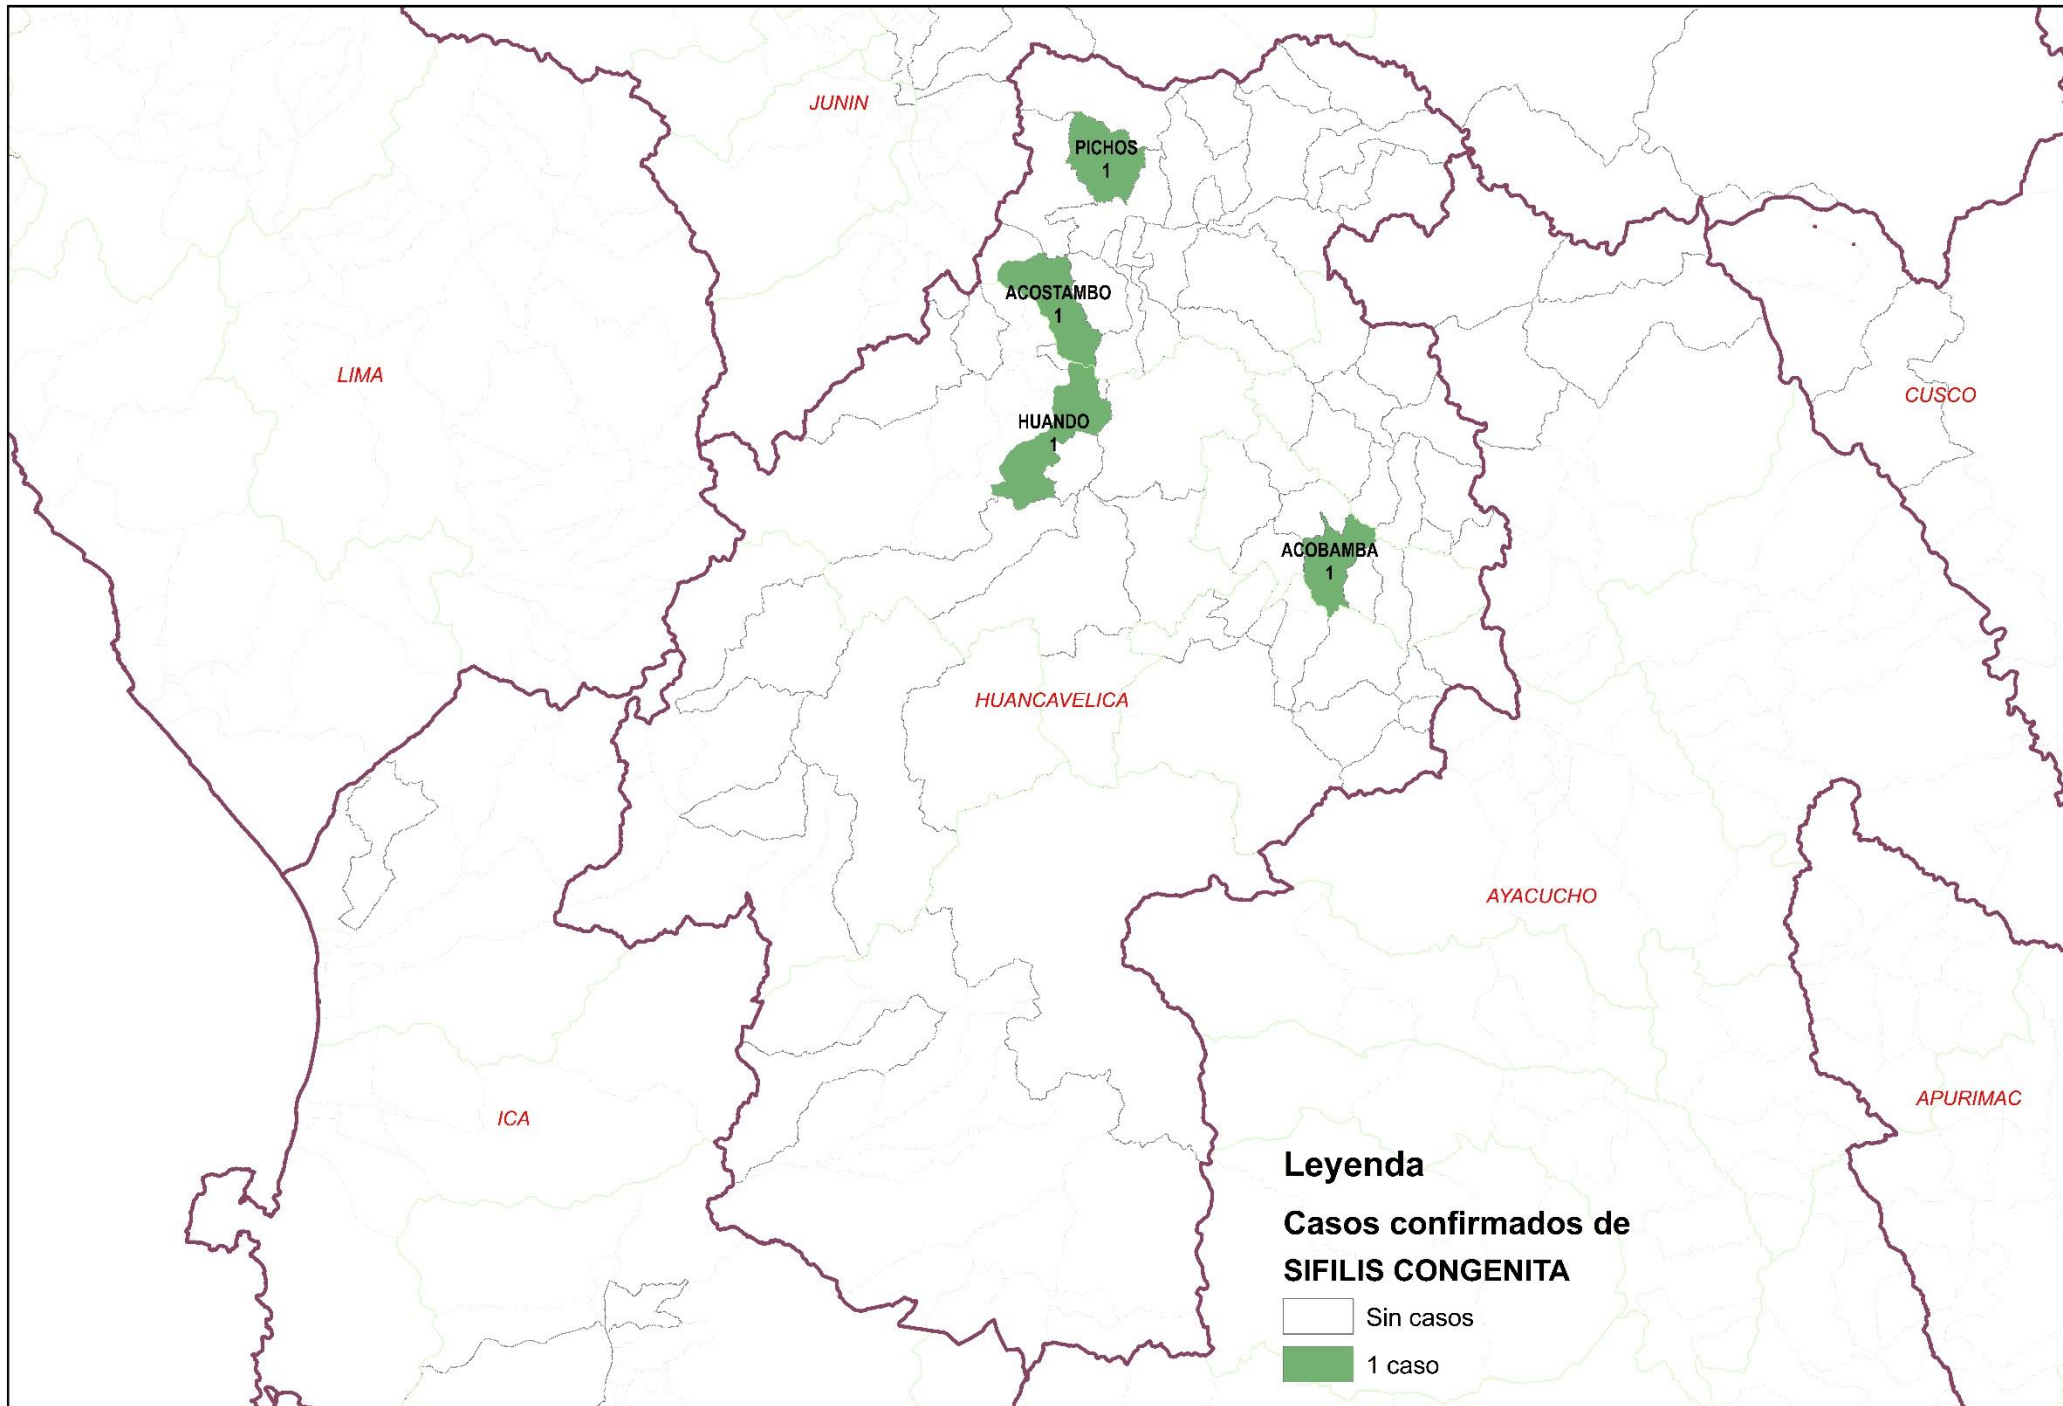 JUNIN
PICHOS
1
ACOSTAMBO
1
LIMA
CUSCO
HUANDO
1
ACOBAMBA
1
HUANCAVELICA
AYACUCHO
APURIMAC
ICA
Leyenda
Casos confirmados de
SIFILIS CONGENITA
Sin casos
1 caso